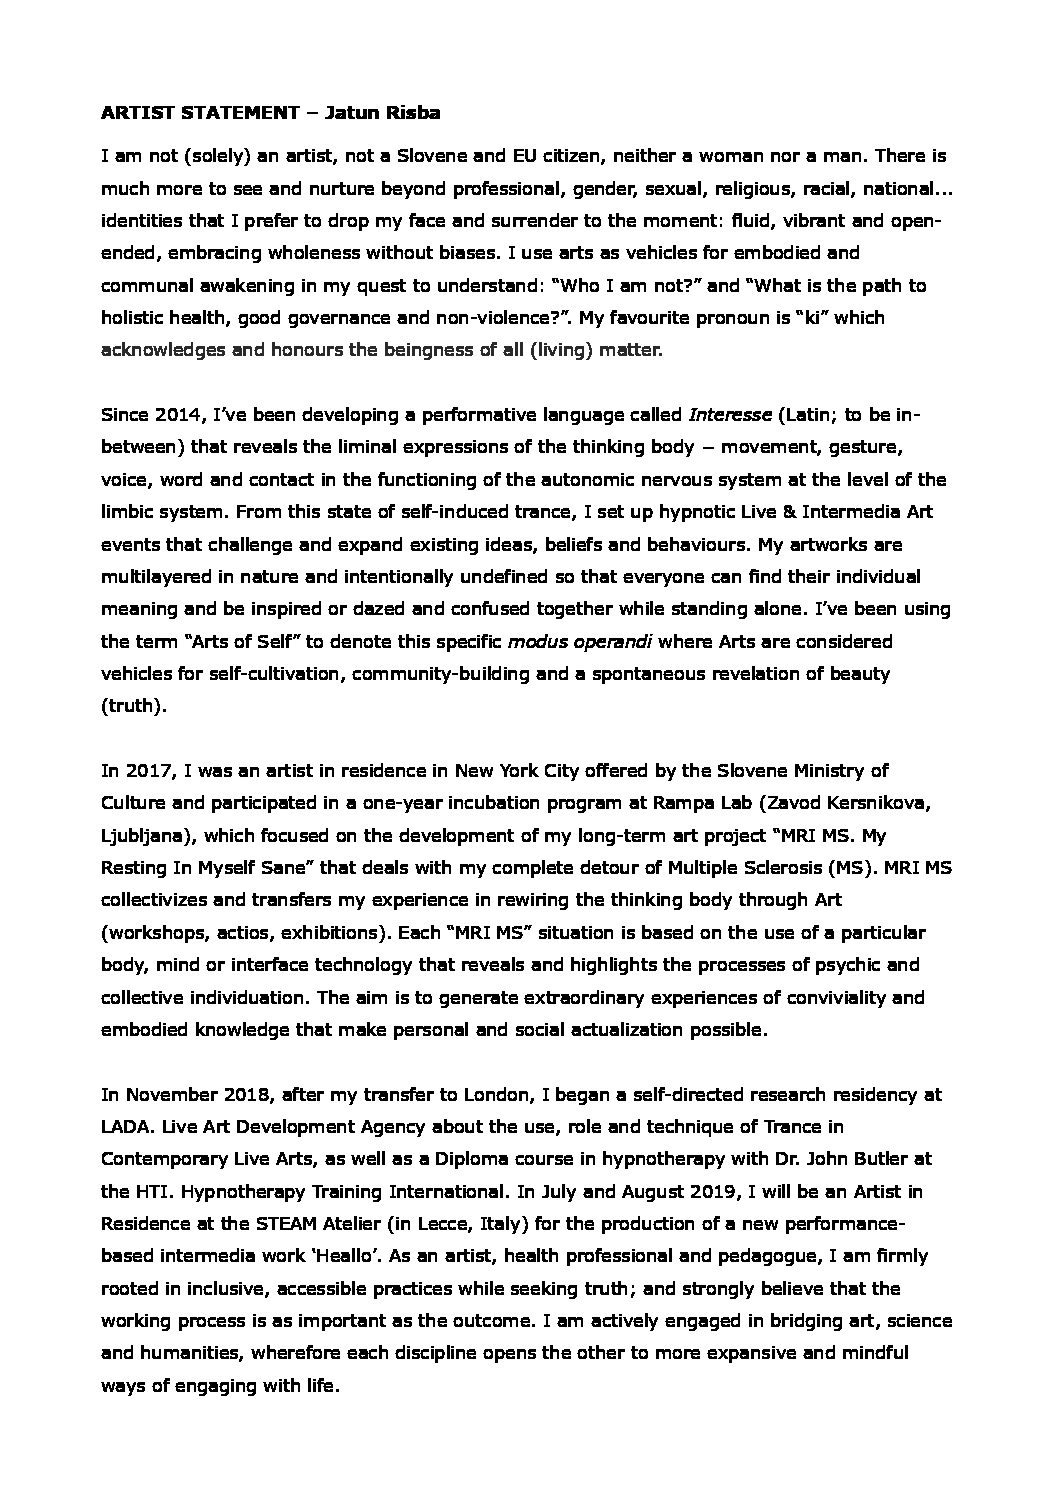 ARTIST STATEMENT – Jatun Risba
I am not (solely) an artist, not a Slovene and EU citizen, neither a woman nor a man. There is
much more to see and nurture beyond professional, gender, sexual, religious, racial, national...
identities that I prefer to drop my face and surrender to the moment: fluid, vibrant and open-
ended, embracing wholeness without biases. I use arts as vehicles for embodied and
communal awakening in my quest to understand: “Who I am not?” and “What is the path to
holistic health, good governance and non-violence?”. My favourite pronoun is “ki” which
acknowledges and honours the beingness of all (living) matter.
Since 2014, I’ve been developing a performative language called Interesse (Latin; to be in-
between) that reveals the liminal expressions of the thinking body – movement, gesture,
voice, word and contact in the functioning of the autonomic nervous system at the level of the
limbic system. From this state of self-induced trance, I set up hypnotic Live & Intermedia Art
events that challenge and expand existing ideas, beliefs and behaviours. My artworks are
multilayered in nature and intentionally undefined so that everyone can find their individual
meaning and be inspired or dazed and confused together while standing alone. I’ve been using
the term “Arts of Self” to denote this specific modus operandi where Arts are considered
vehicles for self-cultivation, community-building and a spontaneous revelation of beauty
(truth).
In 2017, I was an artist in residence in New York City offered by the Slovene Ministry of
Culture and participated in a one-year incubation program at Rampa Lab (Zavod Kersnikova,
Ljubljana), which focused on the development of my long-term art project “MRI MS. My
Resting In Myself Sane” that deals with my complete detour of Multiple Sclerosis (MS). MRI MS
collectivizes and transfers my experience in rewiring the thinking body through Art
(workshops, actios, exhibitions). Each “MRI MS” situation is based on the use of a particular
body, mind or interface technology that reveals and highlights the processes of psychic and
collective individuation. The aim is to generate extraordinary experiences of conviviality and
embodied knowledge that make personal and social actualization possible.
In November 2018, after my transfer to London, I began a self-directed research residency at
LADA. Live Art Development Agency about the use, role and technique of Trance in
Contemporary Live Arts, as well as a Diploma course in hypnotherapy with Dr. John Butler at
the HTI. Hypnotherapy Training International. In July and August 2019, I will be an Artist in
Residence at the STEAM Atelier (in Lecce, Italy) for the production of a new performance-
based intermedia work ‘Heallo’. As an artist, health professional and pedagogue, I am firmly
rooted in inclusive, accessible practices while seeking truth; and strongly believe that the
working process is as important as the outcome. I am actively engaged in bridging art, science
and humanities, wherefore each discipline opens the other to more expansive and mindful
ways of engaging with life.